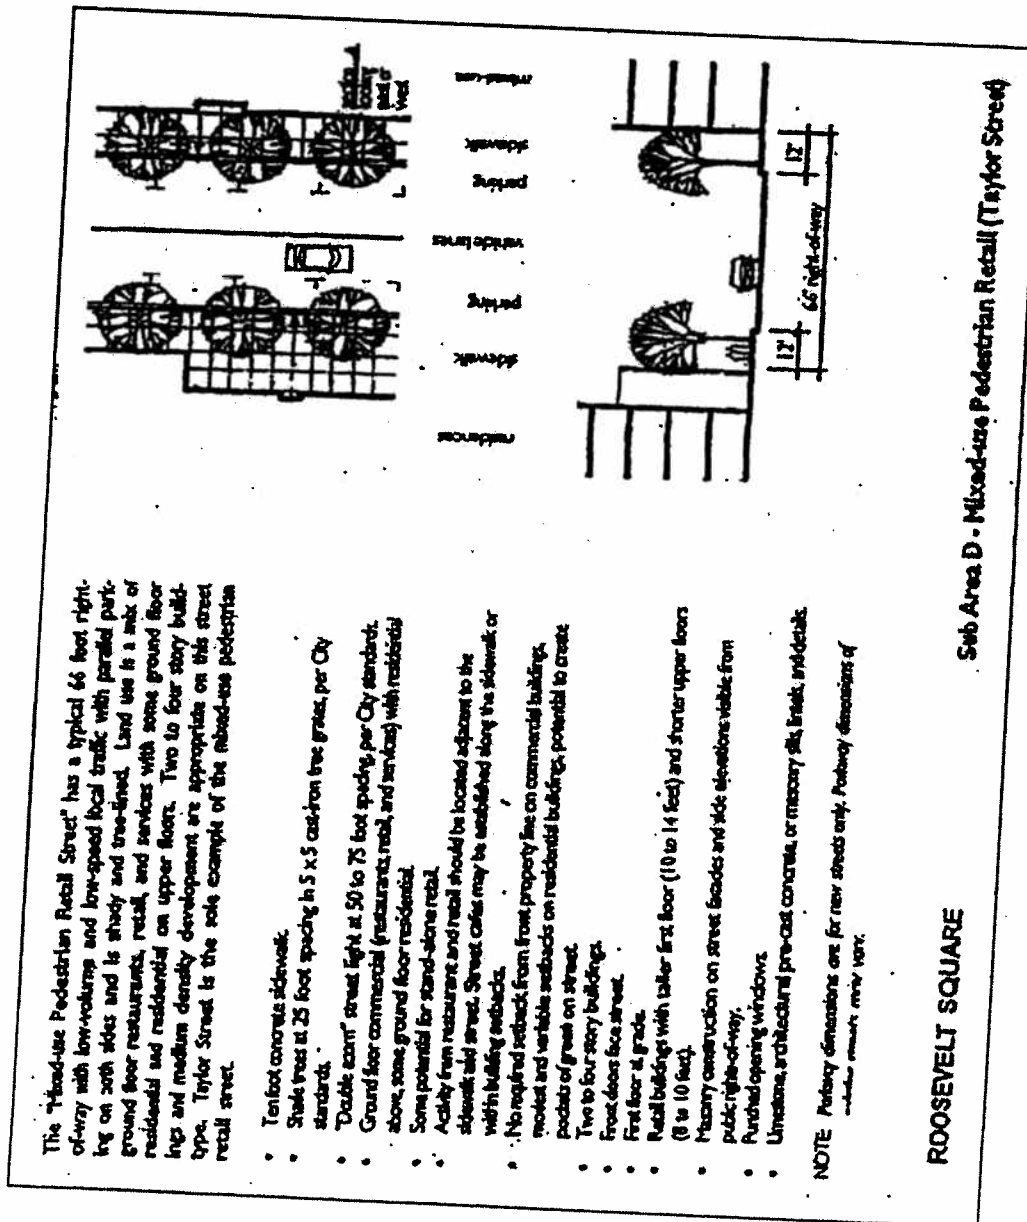 The "Mixed-use Pedestrian Retail Street" has a typical 66 foot right-
of-way with low-volume and low-speed local traffic with parallel park-
ing on both sides and is shady and tree-lined. Land use is a mix of
ground floor restaurants, retail, and services with some ground floor
residential and residential on upper floors. Two to four story build-
ings and medium density development are appropriate on this street
type. Taylor Street is the sole example of the mixed-use pedestrian
retail street.
• Ten foot concrete sidewalk.
• Shade trees at 25 foot spacing in 5 x 5 cast-iron tree grates, per City
standards.
• "Double acorn" street light at 50 to 75 foot spacing, per City standards.
• Ground floor commercial (restaurants, retail, and services) with residential
above, some ground floor residential.
• Some potential for stand-alone retail.
• Activity from restaurant and retail should be located adjacent to the
sidewalk and street. Street cafes may be established along the sidewalk or
within building setbacks.
• No required setback from front property line on commercial buildings,
modest and variable setbacks on residential buildings, potential to create
pockets of green on street.
• Two to four story buildings.
• Front doors face street.
• First floor at grade.
• Retail buildings with taller first floor (10 to 14 feet) and shorter upper floors
(8 to 10 feet).
• Masonry construction on street facades and side elevations visible from
public right-of-way.
• Punched opening windows.
• Limestone, architectural pre-cast concrete, or masonry sills, lintels, and details.
NOTE Parkway dimensions are for new streets only. Parkway dimensions of
may vary.
section A
looking
east or
west
residences
sidewalk
parking
vehicle lanes
parking
sidewalk
mixed-use
12'
12'
66' right-of-way
ROOSEVELT SQUARE
Sub Area D - Mixed-use Pedestrian Retail (Taylor Street)